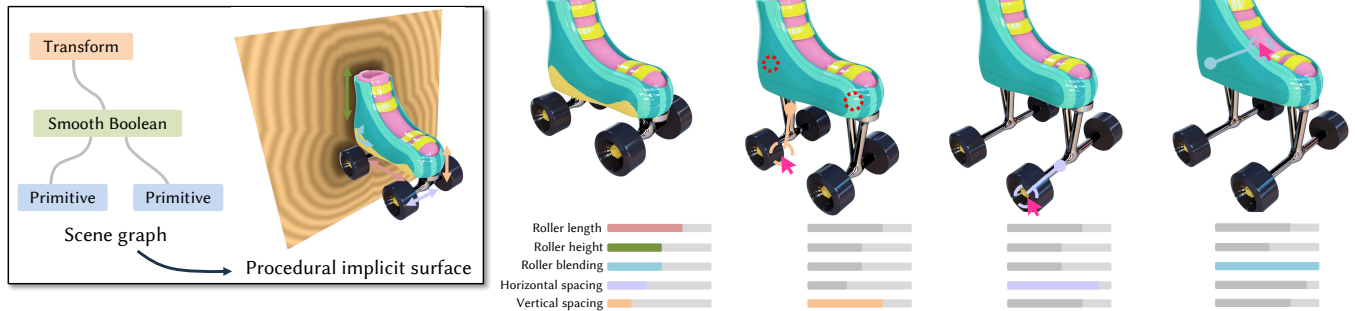 Transform
Smooth Boolean
Primitive
Primitive
Scene graph
Procedural implicit surface
Roller length
Roller height
Roller blending
Horizontal spacing
Vertical spacing